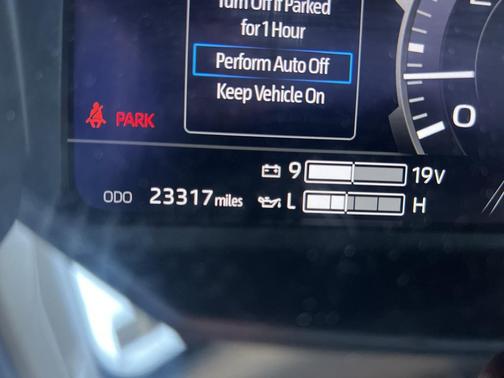 Turn Off if Parked
for 1 Hour
Perform Auto Off
Keep Vehicle On
PARK
0
9 19V
ODO 23317 miles L H